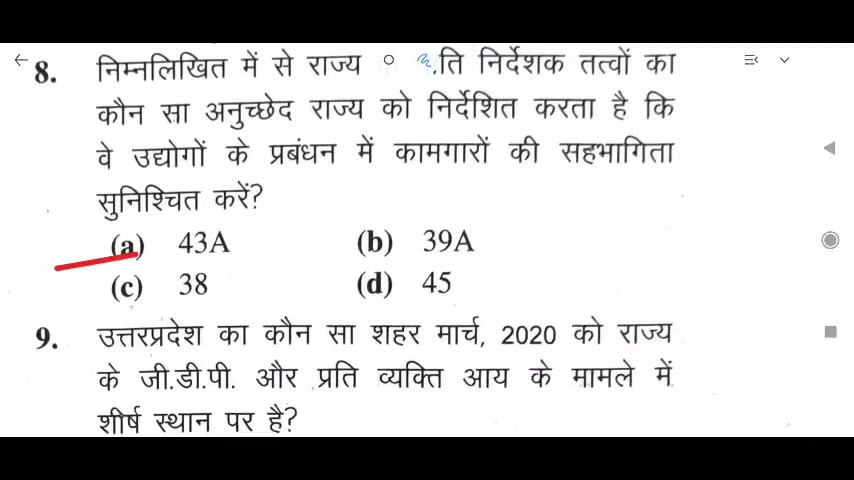 8. निम्नलिखित में से राज्य .ति निर्देशक तत्वों का
कौन सा अनुच्छेद राज्य को निर्देशित करता है कि
वे उद्योगों के प्रबंधन में कामगारों की सहभागिता
सुनिश्चित करें?
(a) 43A (b) 39A
(c) 38 (d) 45
9. उत्तरप्रदेश का कौन सा शहर मार्च, 2020 को राज्य
के जी.डी.पी. और प्रति व्यक्ति आय के मामले में
शीर्ष स्थान पर है?